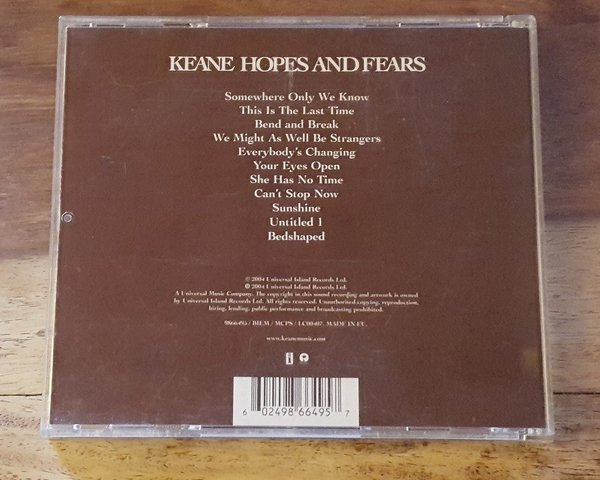 KEANE HOPES AND FEARS
Somewhere Only We Know
This Is The Last Time
Bend and Break
We Might As Well Be Strangers
Everybody's Changing
Your Eyes Open
She Has No Time
Can't Stop Now
Sunshine
Untitled 1
Bedshaped
© 2004 Universal Island Records Ltd.
℗ 2004 Universal Island Records Ltd.
A Universal Music Company. The copyright in this sound recording and artwork is owned
by Universal Island Records Ltd. All rights reserved. Unauthorised copying, reproduction,
hiring, lending, public performance and broadcasting prohibited.
9866495 / BIEM / MCPS / LC00407. MADE IN EU.
www.keanemusic.com
6 02498 66495 7